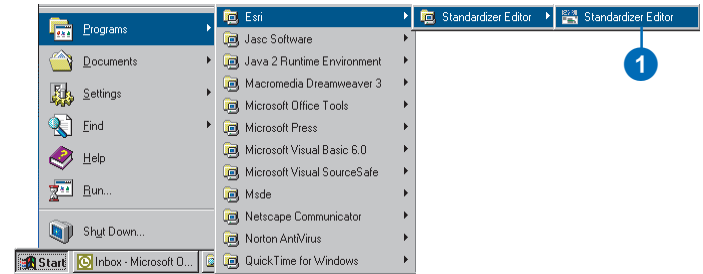 Programs
Documents
Settings
Find
Help
Run...
Shut Down...
Start
Inbox - Microsoft O...
Esri
Jasc Software
Java 2 Runtime Environment
Macromedia Dreamweaver 3
Microsoft Office Tools
Microsoft Press
Microsoft Visual Basic 6.0
Microsoft Visual SourceSafe
Msde
Netscape Communicator
Norton AntiVirus
QuickTime for Windows
Standardizer Editor
Standardizer Editor
1